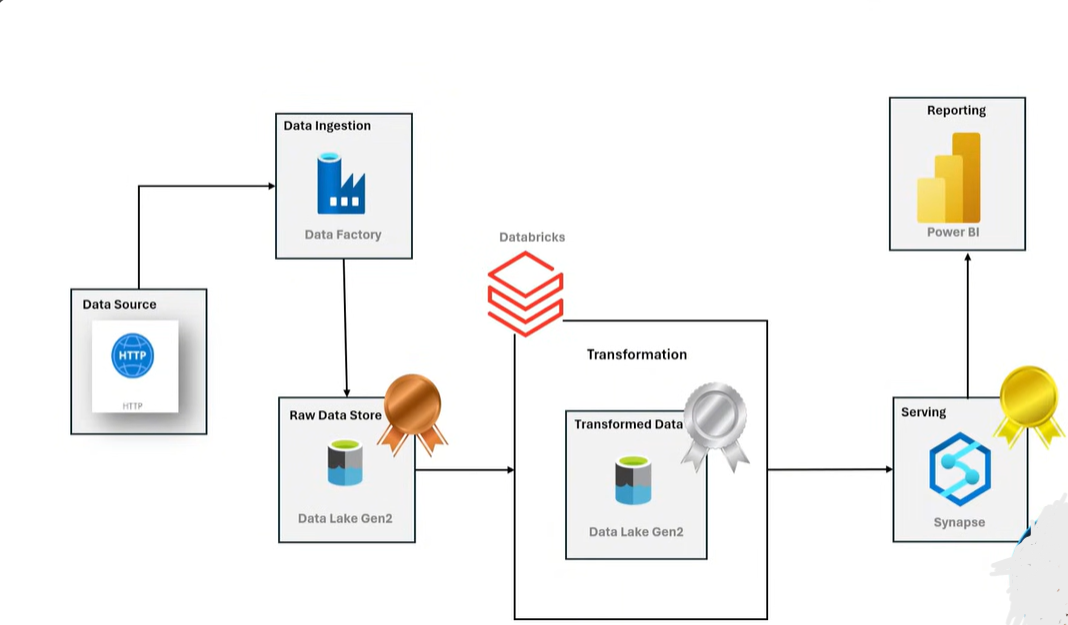 Data Source
HTTP
HTTP
Data Ingestion
Data Factory
Raw Data Store
Data Lake Gen2
Databricks
Transformation
Transformed Data
Data Lake Gen2
Serving
Synapse
Reporting
Power BI